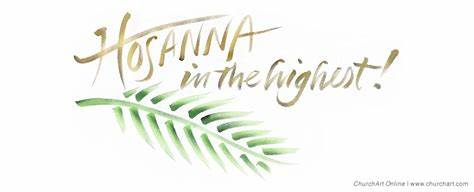 HOSANNA
in the highest!
ChurchArt Online | www.churchart.com